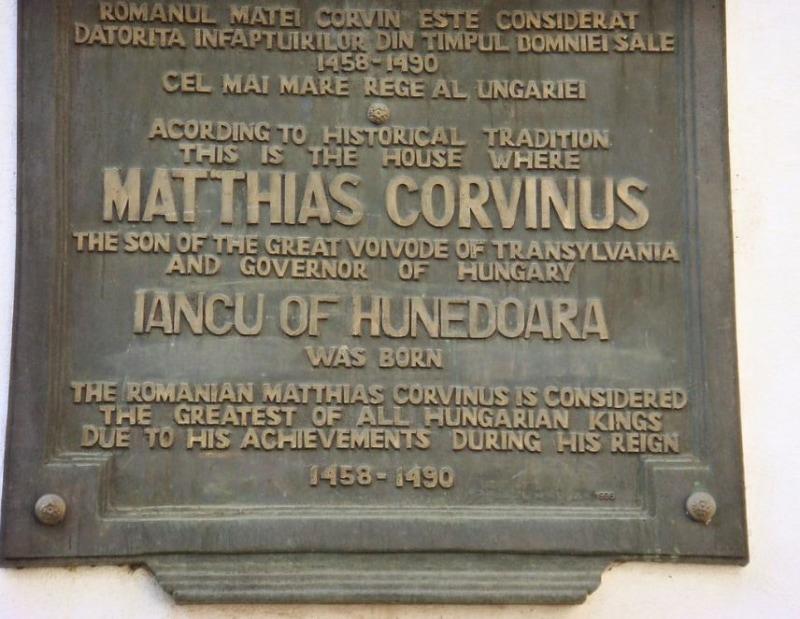 ROMANUL MATEI CORVIN ESTE CONSIDERAT
DATORITA INFAPTUIRILOR DIN TIMPUL DOMNIEI SALE
1458-1490
CEL MAI MARE REGE AL UNGARIEI
ACORDING TO HISTORICAL TRADITION
THIS IS THE HOUSE WHERE
MATTHIAS CORVINUS
THE SON OF THE GREAT VOIVODE OF TRANSYLVANIA
AND GOVERNOR OF HUNGARY
IANCU OF HUNEDOARA
WAS BORN
THE ROMANIAN MATTHIAS CORVINUS IS CONSIDERED
THE GREATEST OF ALL HUNGARIAN KINGS
DUE TO HIS ACHIEVEMENTS DURING HIS REIGN
1458-1490